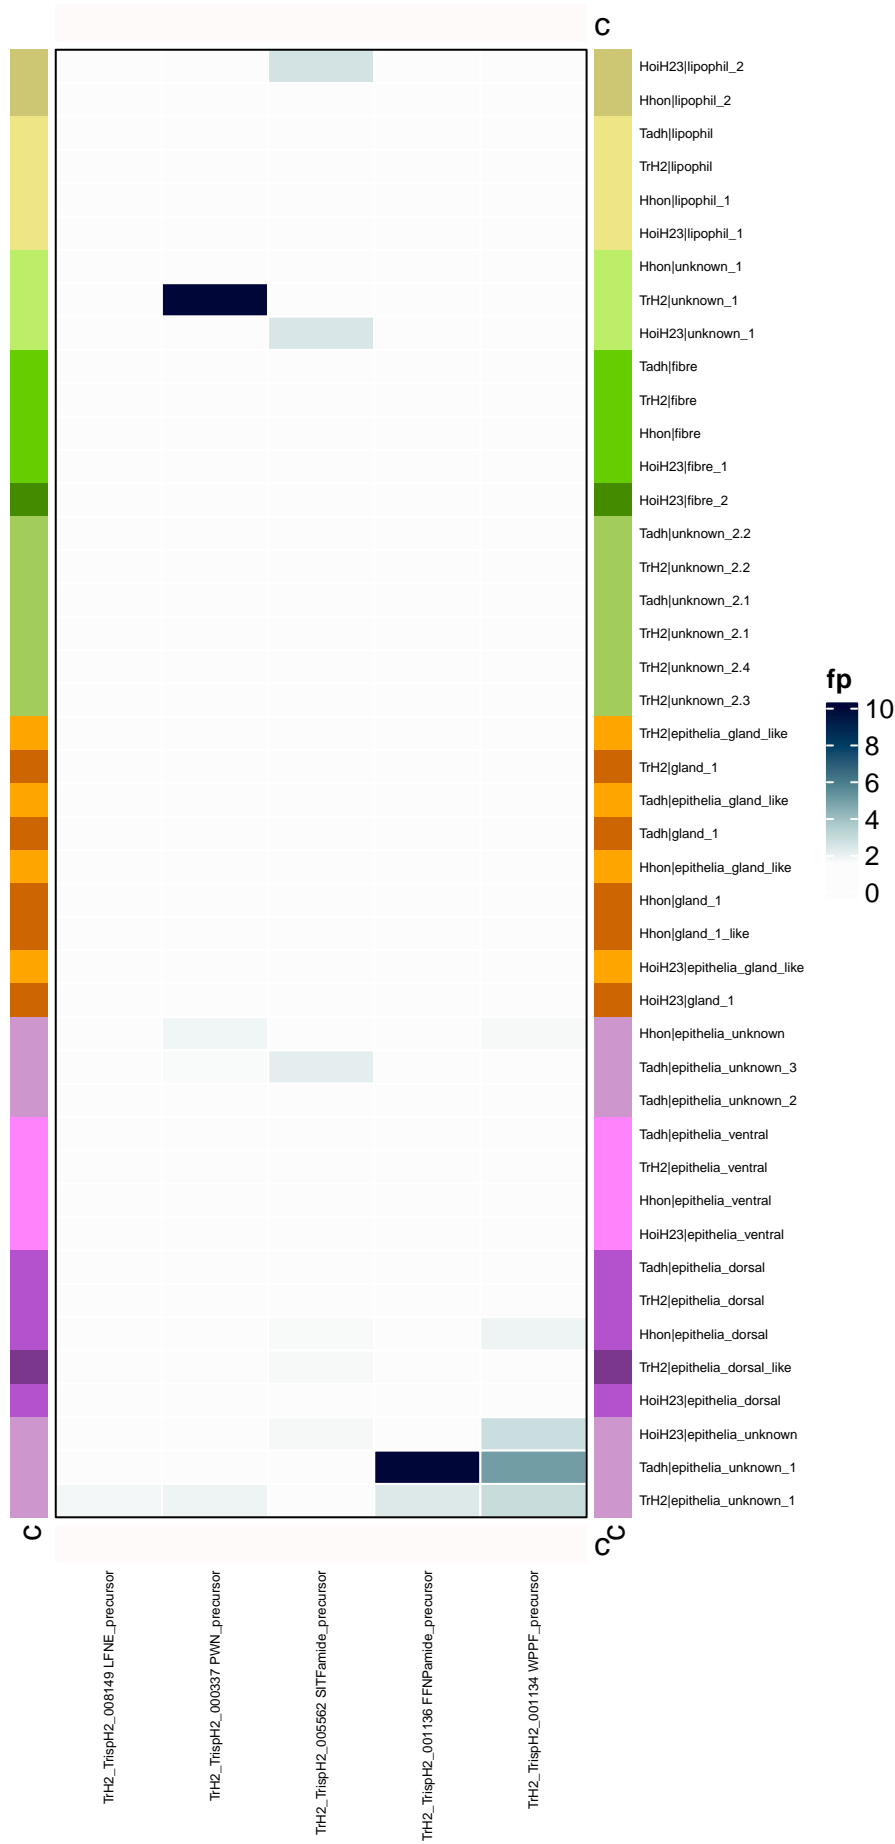 C
HoiH23|lipophil_2
Hhon|lipophil_2
Tadh|lipophil
TrH2|lipophil
Hhon|lipophil_1
HoiH23|lipophil_1
Hhon|unknown_1
TrH2|unknown_1
HoiH23|unknown_1
Tadh|fibre
TrH2|fibre
Hhon|fibre
HoiH23|fibre_1
HoiH23|fibre_2
Tadh|unknown_2.2
TrH2|unknown_2.2
Tadh|unknown_2.1
TrH2|unknown_2.1
TrH2|unknown_2.4
TrH2|unknown_2.3
TrH2|epithelia_gland_like
TrH2|gland_1
Tadh|epithelia_gland_like
Tadh|gland_1
Hhon|epithelia_gland_like
Hhon|gland_1
Hhon|gland_1_like
HoiH23|epithelia_gland_like
HoiH23|gland_1
Hhon|epithelia_unknown
Tadh|epithelia_unknown_3
Tadh|epithelia_unknown_2
Tadh|epithelia_ventral
TrH2|epithelia_ventral
Hhon|epithelia_ventral
HoiH23|epithelia_ventral
Tadh|epithelia_dorsal
TrH2|epithelia_dorsal
Hhon|epithelia_dorsal
TrH2|epithelia_dorsal_like
HoiH23|epithelia_dorsal
HoiH23|epithelia_unknown
Tadh|epithelia_unknown_1
TrH2|epithelia_unknown_1
fp
10
8
6
4
2
0
C
C
C
TrH2_TrispH2_008149 LFNE_precursor
TrH2_TrispH2_000337 PWN_precursor
TrH2_TrispH2_005562 SITFamide_precursor
TrH2_TrispH2_001136 FFNPamide_precursor
TrH2_TrispH2_001134 WPPF_precursor